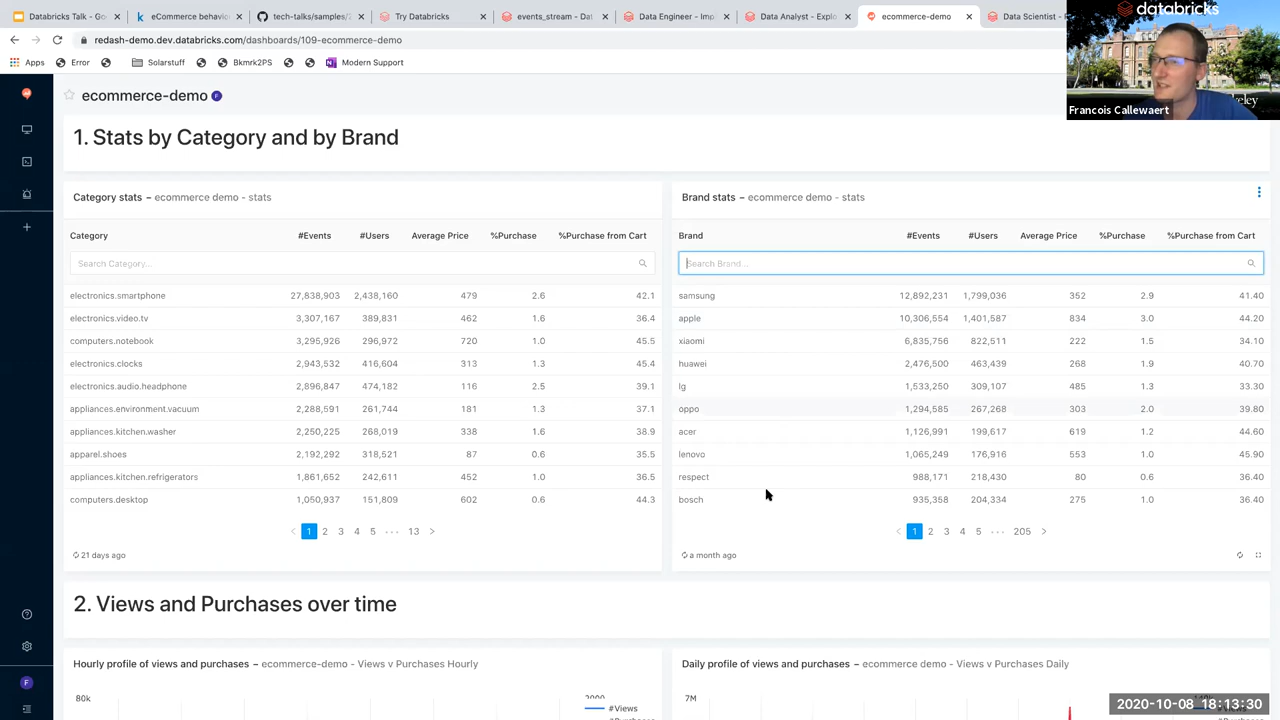 Databricks Talk - Go
eCommerce behavio
tech-talks/samples/2
Try Databricks
events_stream - Dat
Data Engineer - Imp
Data Analyst - Explo
ecommerce-demo
Data Scientist -
redash-demo.dev.databricks.com/dashboards/109-ecommerce-demo
Apps
Error
Solarstuff
Bkmrk2PS
Modern Support
databricks
Francois Callewaert
ecommerce-demo F
1. Stats by Category and by Brand
Category stats – ecommerce demo - stats
Category #Events #Users Average Price %Purchase %Purchase from Cart
Search Category...
electronics.smartphone 27,838,903 2,438,160 479 2.6 42.1
electronics.video.tv 3,307,167 389,831 462 1.6 36.4
computers.notebook 3,295,926 296,972 720 1.0 45.5
electronics.clocks 2,943,532 416,604 313 1.3 45.4
electronics.audio.headphone 2,896,847 474,182 116 2.5 39.1
appliances.environment.vacuum 2,288,591 261,744 181 1.3 37.1
appliances.kitchen.washer 2,250,225 268,019 338 1.6 38.9
apparel.shoes 2,192,292 318,521 87 0.6 35.5
appliances.kitchen.refrigerators 1,861,652 242,611 452 1.0 36.5
computers.desktop 1,050,937 151,809 602 0.6 44.3
< 1 2 3 4 5 ... 13 >
21 days ago
Brand stats – ecommerce demo - stats
Brand #Events #Users Average Price %Purchase %Purchase from Cart
Search Brand...
samsung 12,892,231 1,799,036 352 2.9 41.40
apple 10,306,554 1,401,587 834 3.0 44.20
xiaomi 6,835,756 822,511 222 1.5 34.10
huawei 2,476,500 463,439 268 1.9 40.70
lg 1,533,250 309,107 485 1.3 33.30
oppo 1,294,585 267,268 303 2.0 39.80
acer 1,126,991 199,617 619 1.2 44.60
lenovo 1,065,249 176,916 553 1.0 45.90
respect 988,171 218,430 80 0.6 36.40
bosch 935,358 204,334 275 1.0 36.40
< 1 2 3 4 5 ... 205 >
a month ago
2. Views and Purchases over time
Hourly profile of views and purchases – ecommerce-demo - Views v Purchases Hourly
80k
2000
#Views
Daily profile of views and purchases – ecommerce demo - Views v Purchases Daily
7M
#Views
F
2020-10-08 18:13:30